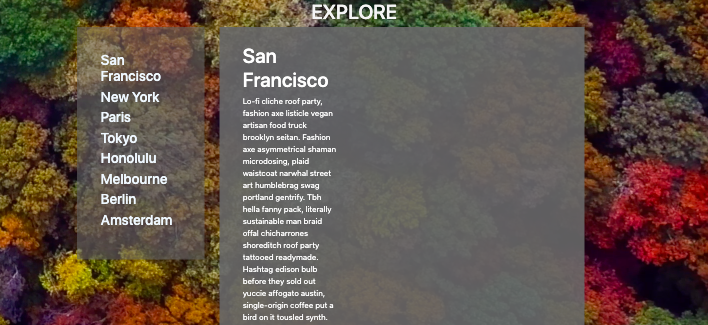 EXPLORE
San
Francisco
New York
Paris
Tokyo
Honolulu
Melbourne
Berlin
Amsterdam
San
Francisco
Lo-fi cliche roof party,
fashion axe listicle vegan
artisan food truck
brooklyn seitan. Fashion
axe asymmetrical shaman
microdosing, plaid
waistcoat narwhal street
art humblebrag swag
portland gentrify. Tbh
hella fanny pack, literally
sustainable man braid
offal chicharrones
shoreditch roof party
tattooed readymade.
Hashtag edison bulb
before they sold out
yuccie affogato austin,
single-origin coffee put a
bird on it tousled synth.